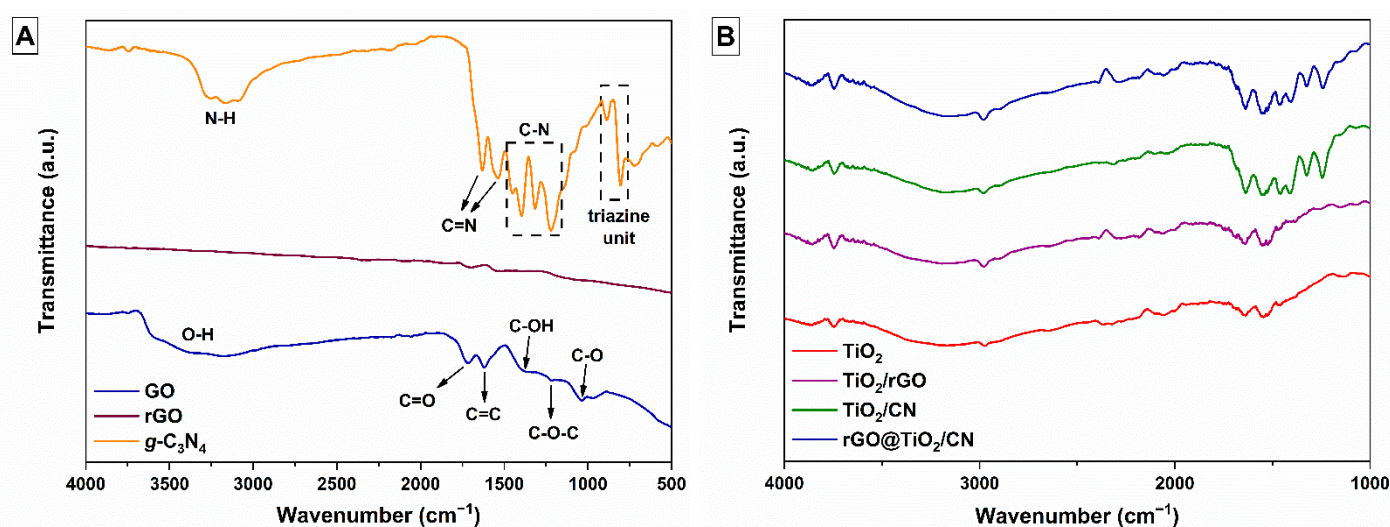 A
Transmittance (a.u.)
N-H
C-N
C=N
triazine
unit
O-H
C-OH
C-O
C=O
C=C
C-O-C
GO
rGO
g-C₃N₄
4000 3500 3000 2500 2000 1500 1000 500
Wavenumber (cm⁻¹)
B
Transmittance (a.u.)
TiO₂
TiO₂/rGO
TiO₂/CN
rGO@TiO₂/CN
4000 3000 2000 1000
Wavenumber (cm⁻¹)